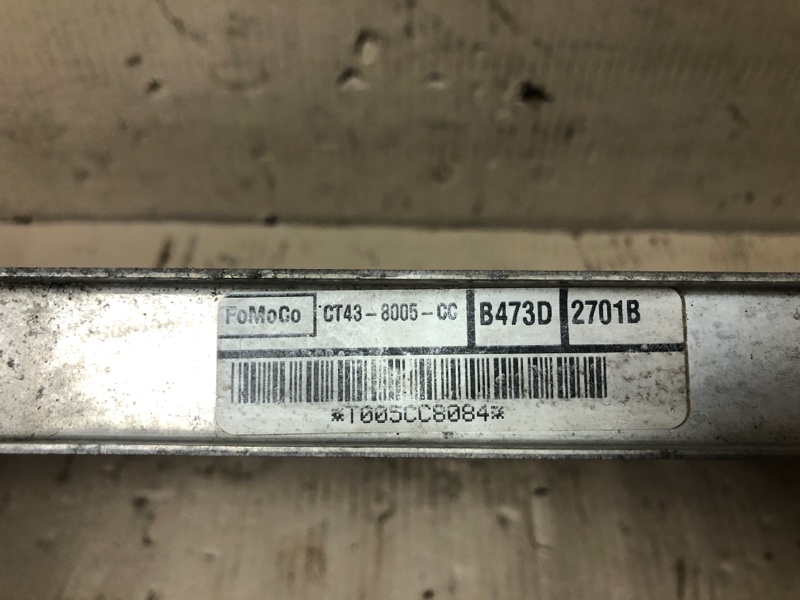 FoMoCo CT43-8005-CC B473D 2701B
*T005CC8084*